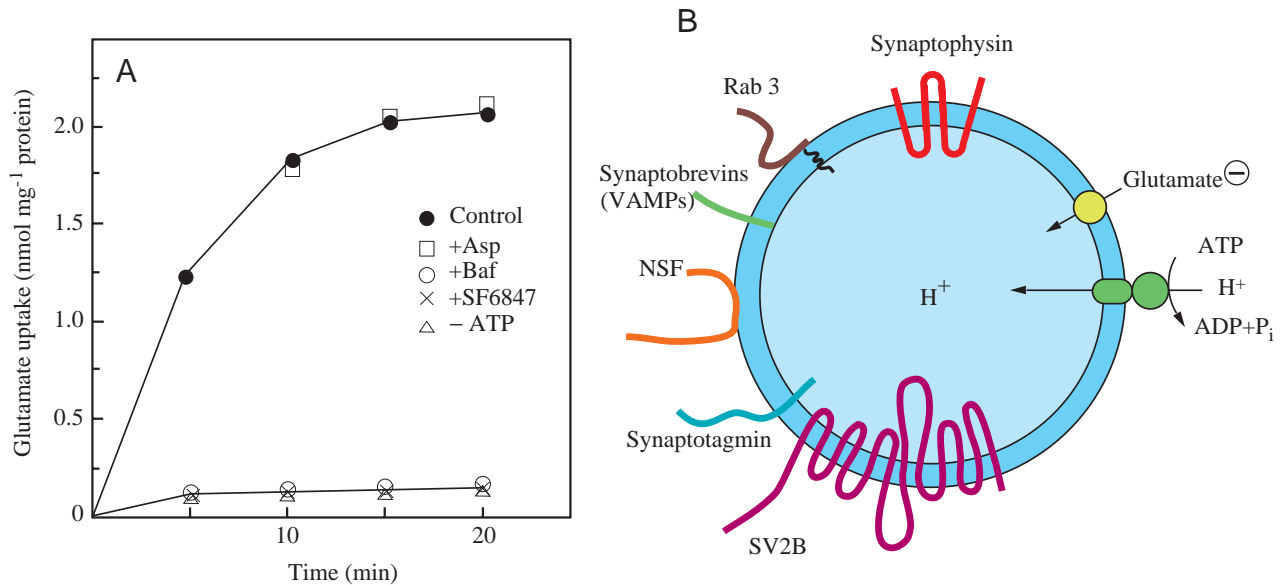 A
Glutamate uptake (nmol mg⁻¹ protein)
2.0
1.5
1.0
0.5
0
10
20
Time (min)
Control
+Asp
+Baf
+SF6847
− ATP
B
Synaptophysin
Rab 3
Synaptobrevins
(VAMPs)
NSF
Synaptotagmin
SV2B
Glutamate⊖
ATP
H⁺
ADP+Pᵢ
H⁺